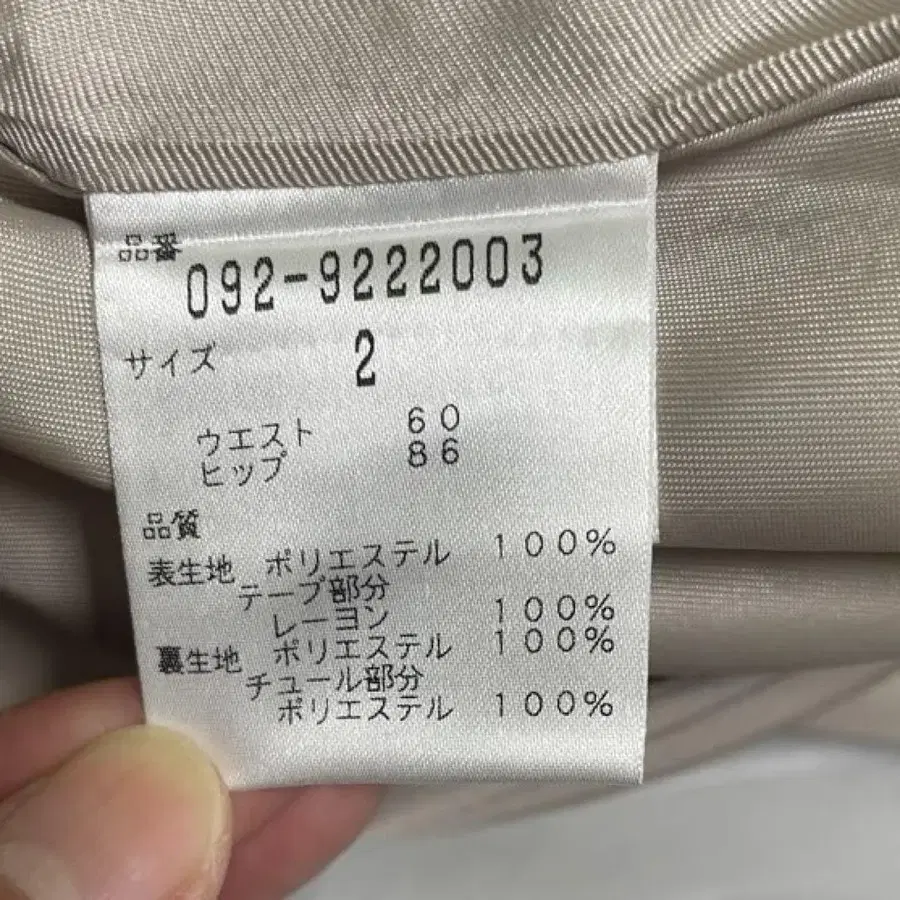 品番
092-9222003
サイズ 2
ウエスト 60
ヒップ 86
品質
表生地 ポリエステル 100%
テープ部分
レーヨン 100%
裏生地 ポリエステル 100%
チュール部分
ポリエステル 100%